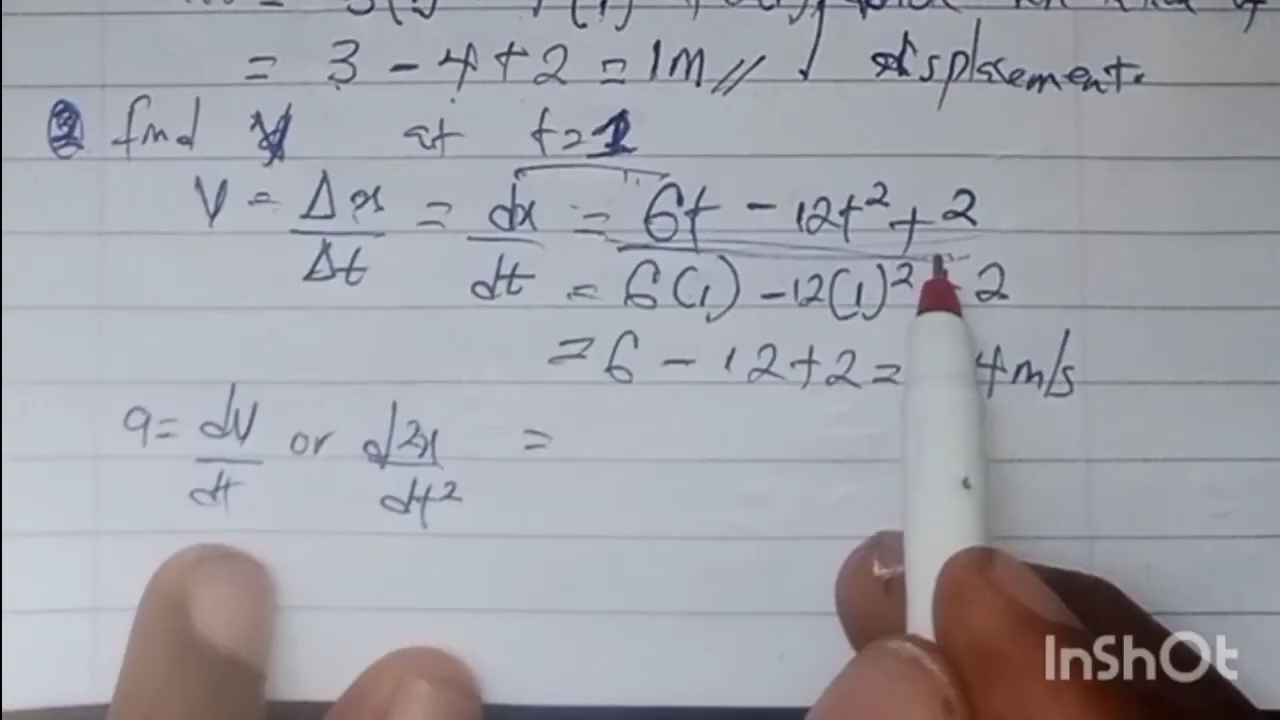 = 3 - 4 + 2 = 1m // displacement.
② find V at t=1
V = Δx/Δt = dx/dt = 6t - 12t² + 2
= 6(1) - 12(1)² 2
= 6 - 12 + 2 = 4m/s
a = dv/dt or d²x/dt² =
InShOt